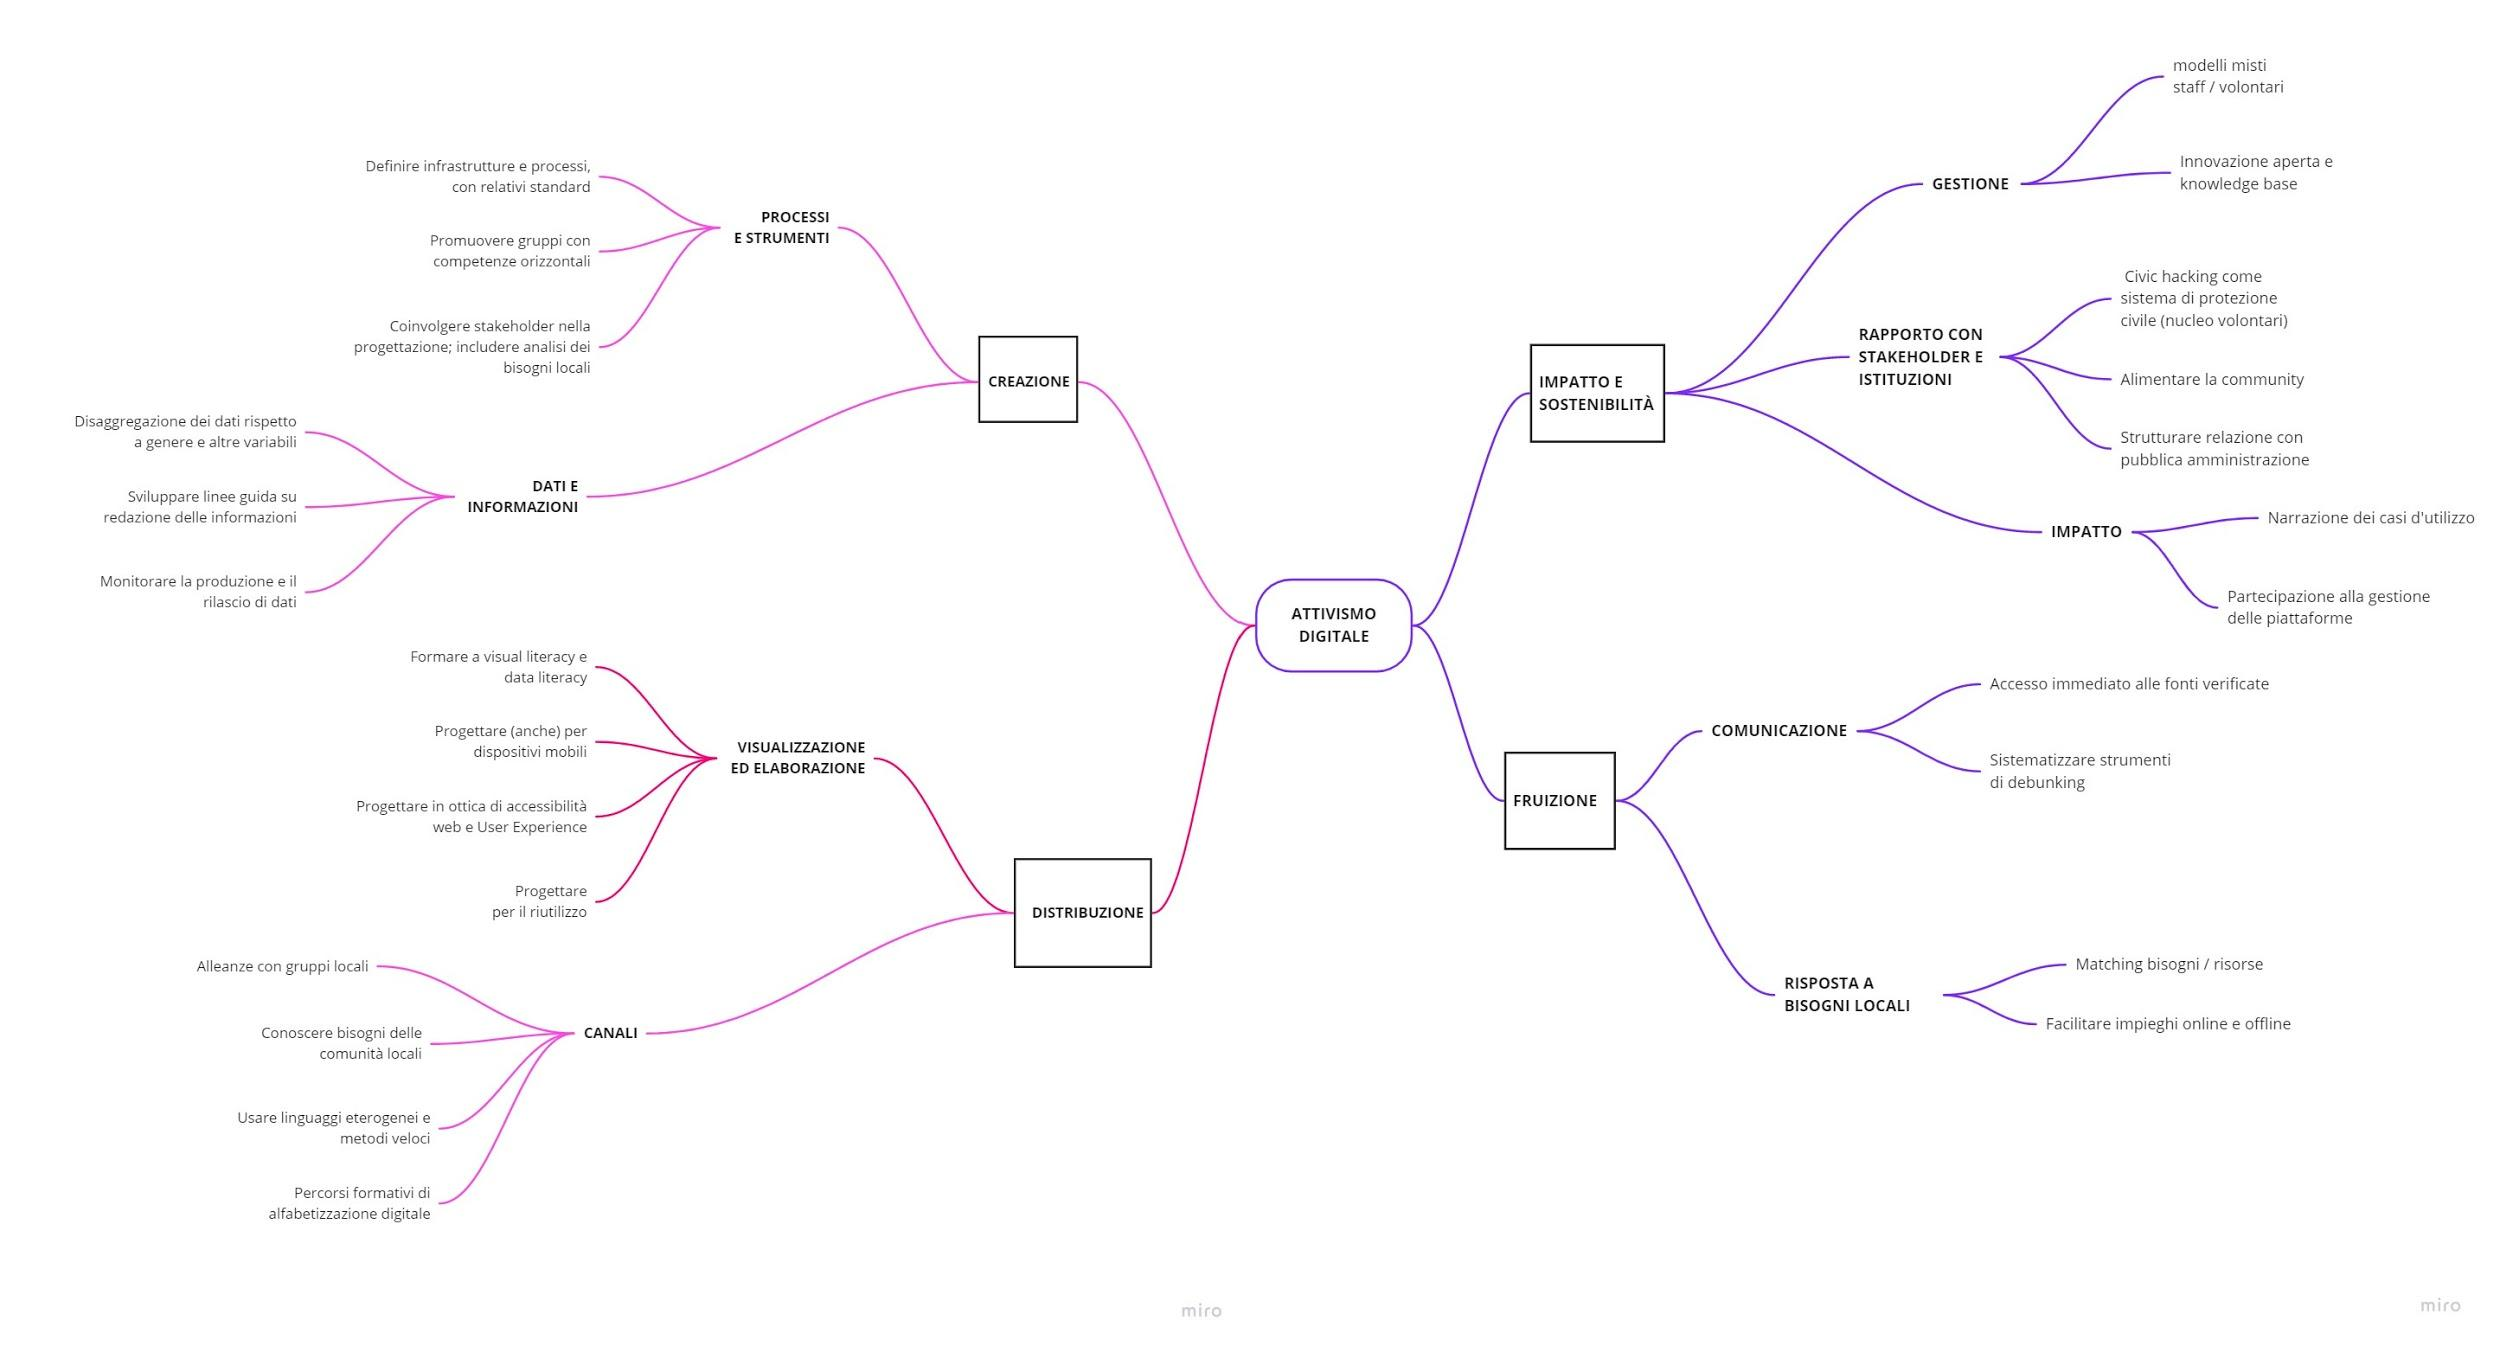 Definire infrastrutture e processi,
con relativi standard
Promuovere gruppi con
competenze orizzontali
Coinvolgere stakeholder nella
progettazione; includere analisi dei
bisogni locali
PROCESSI
E STRUMENTI
Disaggregazione dei dati rispetto
a genere e altre variabili
Sviluppare linee guida su
redazione delle informazioni
Monitorare la produzione e il
rilascio di dati
DATI E
INFORMAZIONI
CREAZIONE
Formare a visual literacy e
data literacy
Progettare (anche) per
dispositivi mobili
Progettare in ottica di accessibilità
web e User Experience
Progettare
per il riutilizzo
VISUALIZZAZIONE
ED ELABORAZIONE
Alleanze con gruppi locali
Conoscere bisogni delle
comunità locali
Usare linguaggi eterogenei e
metodi veloci
Percorsi formativi di
alfabetizzazione digitale
CANALI
DISTRIBUZIONE
ATTIVISMO
DIGITALE
IMPATTO E
SOSTENIBILITÀ
GESTIONE
modelli misti
staff / volontari
Innovazione aperta e
knowledge base
RAPPORTO CON
STAKEHOLDER E
ISTITUZIONI
Civic hacking come
sistema di protezione
civile (nucleo volontari)
Alimentare la community
Strutturare relazione con
pubblica amministrazione
IMPATTO
Narrazione dei casi d'utilizzo
Partecipazione alla gestione
delle piattaforme
FRUIZIONE
COMUNICAZIONE
Accesso immediato alle fonti verificate
Sistematizzare strumenti
di debunking
RISPOSTA A
BISOGNI LOCALI
Matching bisogni / risorse
Facilitare impieghi online e offline
miro
miro